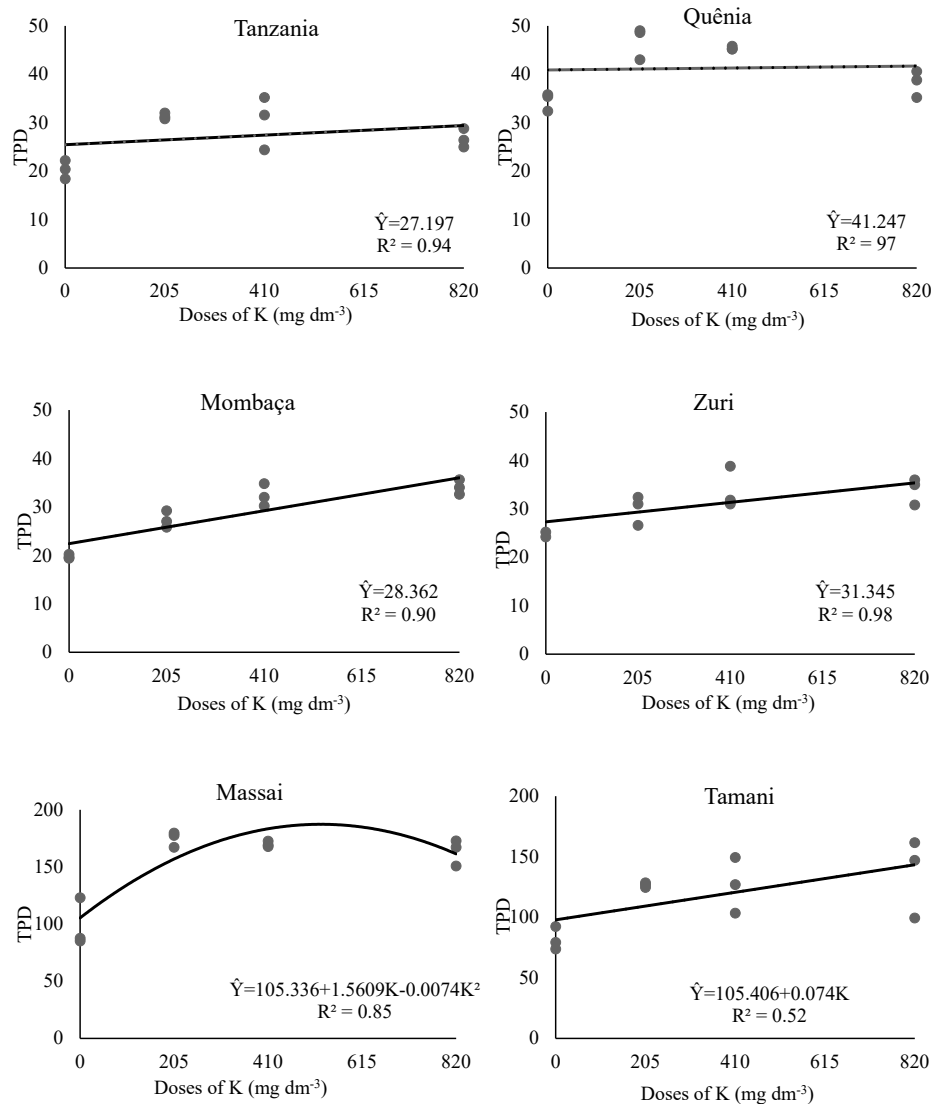 Tanzania
50
40
30
20
10
0
TPD
Ŷ=27.197
R² = 0.94
0 205 410 615 820
Doses of K (mg dm⁻³)
Quênia
50
40
30
20
10
0
TPD
Ŷ=41.247
R² = 97
0 205 410 615 820
Doses of K (mg dm⁻³)
Mombaça
50
40
30
20
10
0
TPD
Ŷ=28.362
R² = 0.90
0 205 410 615 820
Doses of K (mg dm⁻³)
Zuri
50
40
30
20
10
0
TPD
Ŷ=31.345
R² = 0.98
0 205 410 615 820
Doses of K (mg dm⁻³)
Massai
200
150
100
50
0
TPD
Ŷ=105.336+1.5609K-0.0074K²
R² = 0.85
0 205 410 615 820
Doses of K (mg dm⁻³)
Tamani
200
150
100
50
0
TPD
Ŷ=105.406+0.074K
R² = 0.52
0 205 410 615 820
Doses of K (mg dm⁻³)